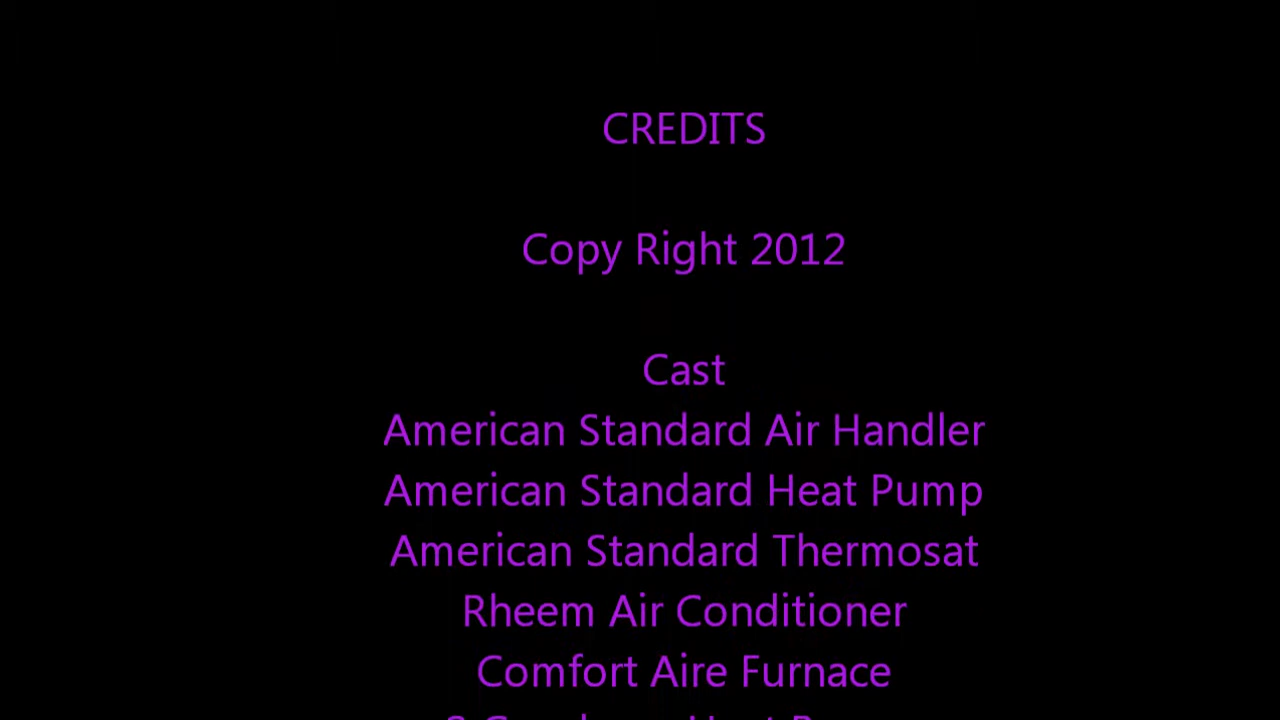 CREDITS
Copy Right 2012
Cast
American Standard Air Handler
American Standard Heat Pump
American Standard Thermosat
Rheem Air Conditioner
Comfort Aire Furnace